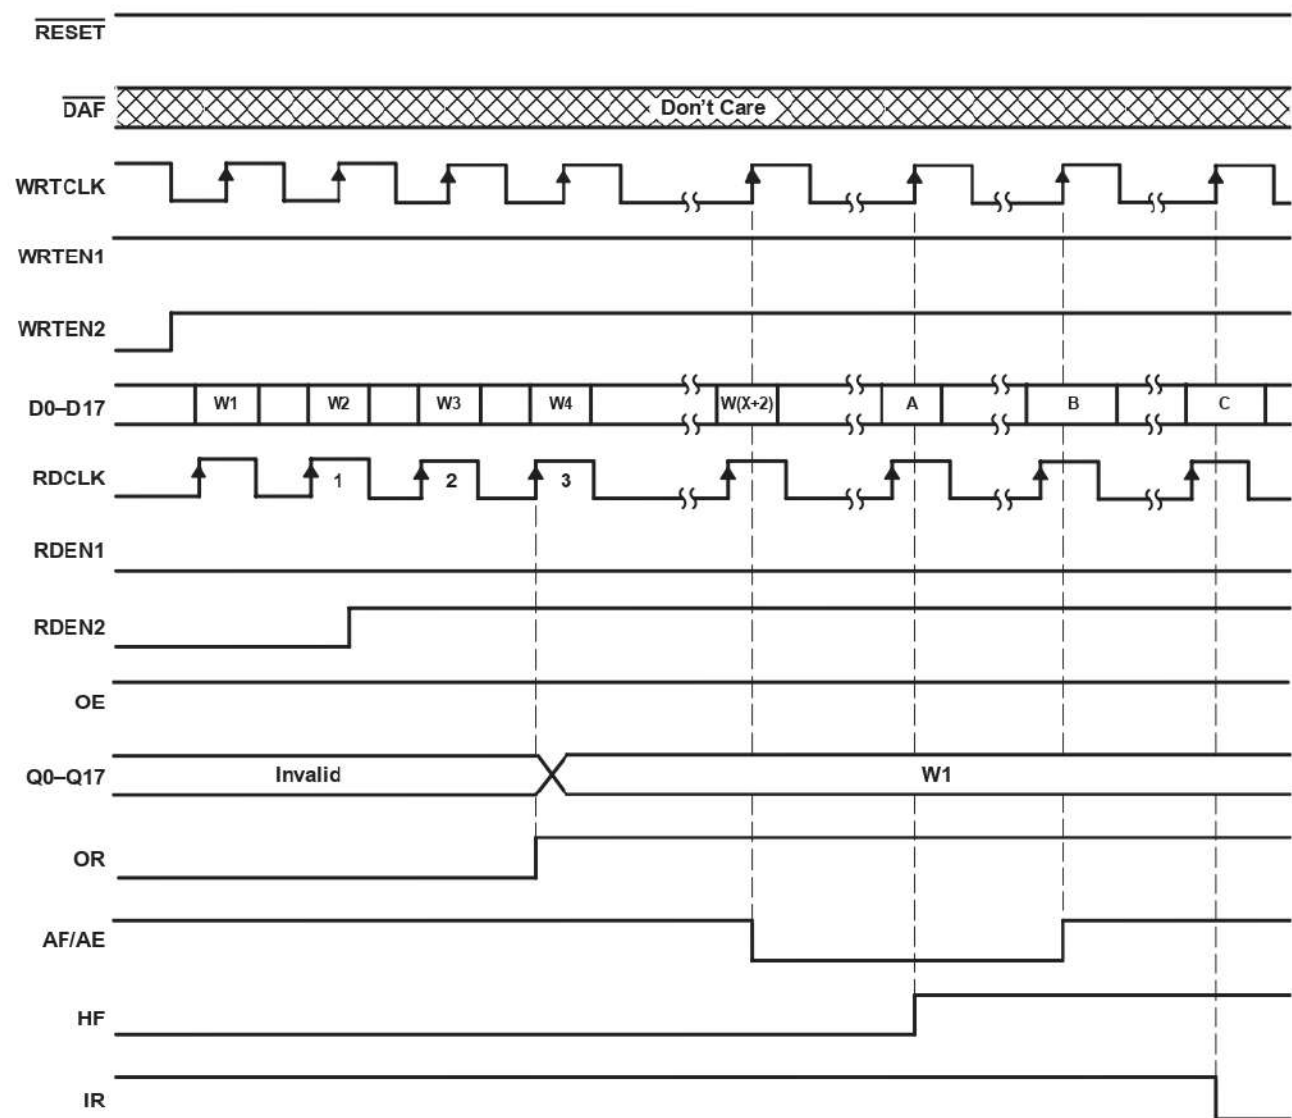 RESET
DAF Don't Care
WRTCLK
WRTEN1
WRTEN2
D0–D17 W1 W2 W3 W4 W(X+2) A B C
RDCLK 1 2 3
RDEN1
RDEN2
OE
Q0–Q17 Invalid W1
OR
AF/AE
HF
IR